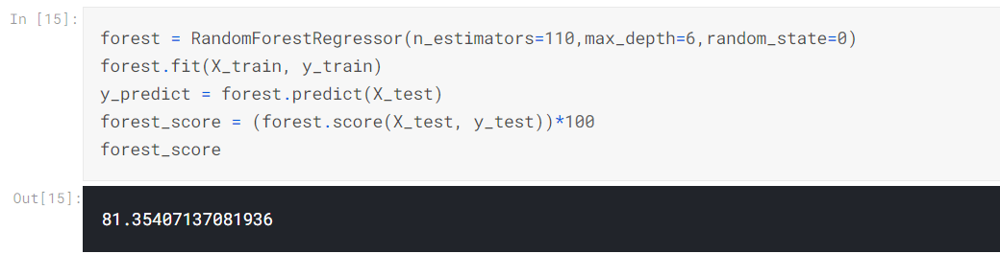 In [15]:
forest = RandomForestRegressor(n_estimators=110,max_depth=6,random_state=0)
forest.fit(X_train, y_train)
y_predict = forest.predict(X_test)
forest_score = (forest.score(X_test, y_test))*100
forest_score
Out[15]:
81.35407137081936